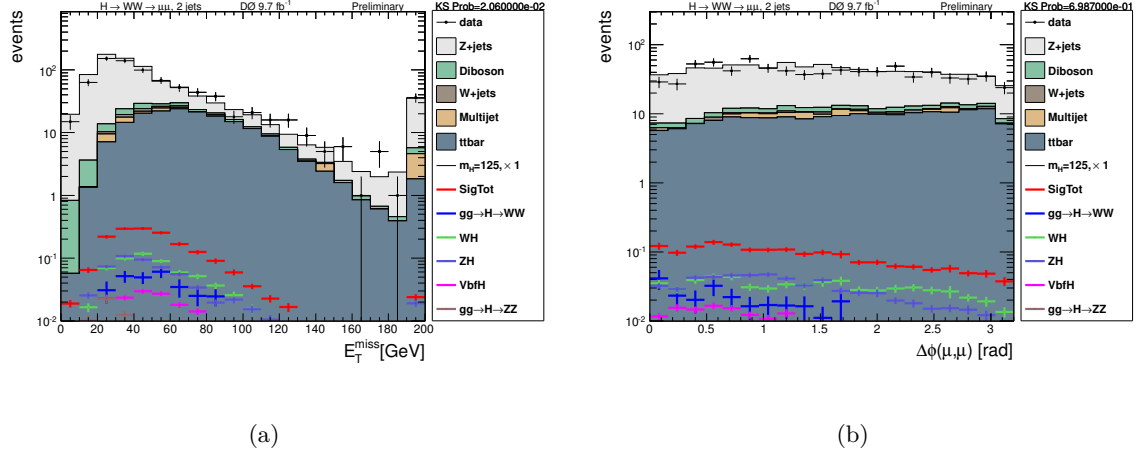 H → WW → μμ, 2 jets DØ 9.7 fb⁻¹ Preliminary KS Prob=2.060000e-02
events
10²
10
1
10⁻¹
10⁻²
0 20 40 60 80 100 120 140 160 180 200
E_T^miss[GeV]
data
Z+jets
Diboson
W+jets
Multijet
ttbar
m_H=125, × 1
SigTot
gg→H→WW
WH
ZH
VbfH
gg→H→ZZ
(a)
H → WW → μμ, 2 jets DØ 9.7 fb⁻¹ Preliminary KS Prob=6.987000e-01
events
10²
10
1
10⁻¹
10⁻²
0 0.5 1 1.5 2 2.5 3
Δϕ(μ,μ) [rad]
data
Z+jets
Diboson
W+jets
Multijet
ttbar
m_H=125, × 1
SigTot
gg→H→WW
WH
ZH
VbfH
gg→H→ZZ
(b)